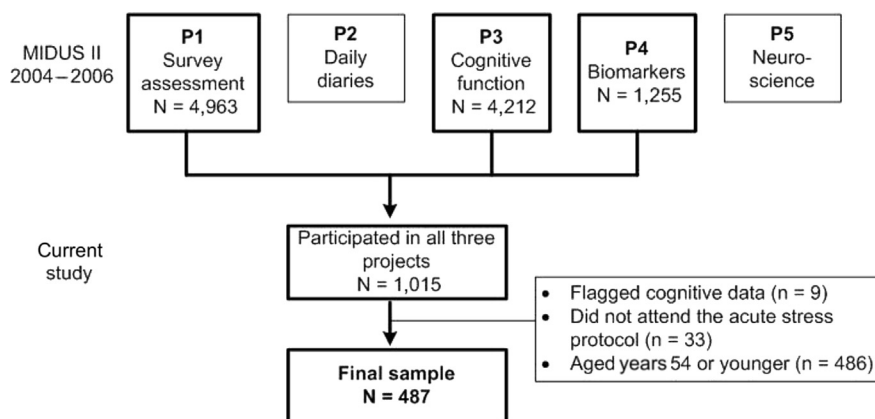 MIDUS II
2004–2006
P1
Survey
assessment
N = 4,963
P2
Daily
diaries
P3
Cognitive
function
N = 4,212
P4
Biomarkers
N = 1,255
P5
Neuro-
science
Current
study
Participated in all three
projects
N = 1,015
• Flagged cognitive data (n = 9)
• Did not attend the acute stress
protocol (n = 33)
• Aged years 54 or younger (n = 486)
Final sample
N = 487